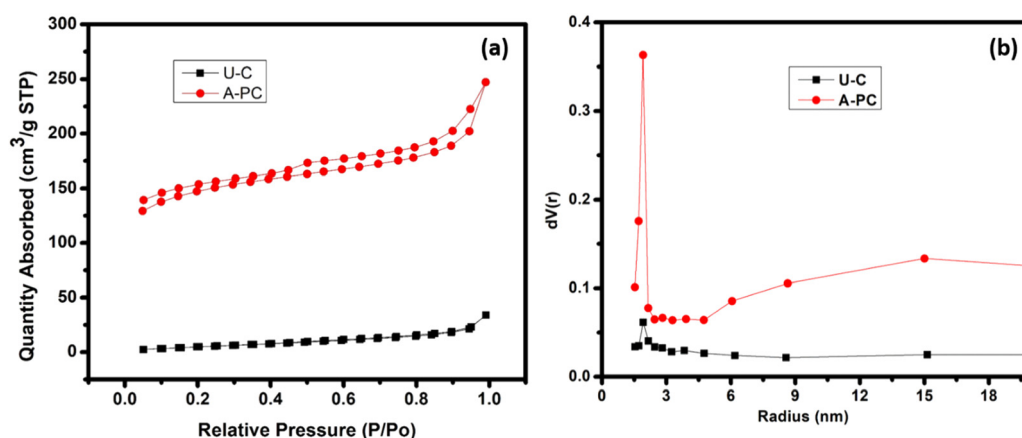 (a)
U-C
A-PC
Quantity Absorbed (cm³/g STP)
300
250
200
150
100
50
0
0.0 0.2 0.4 0.6 0.8 1.0
Relative Pressure (P/Po)
(b)
U-C
A-PC
dV(r)
0.4
0.3
0.2
0.1
0.0
0 3 6 9 12 15 18
Radius (nm)